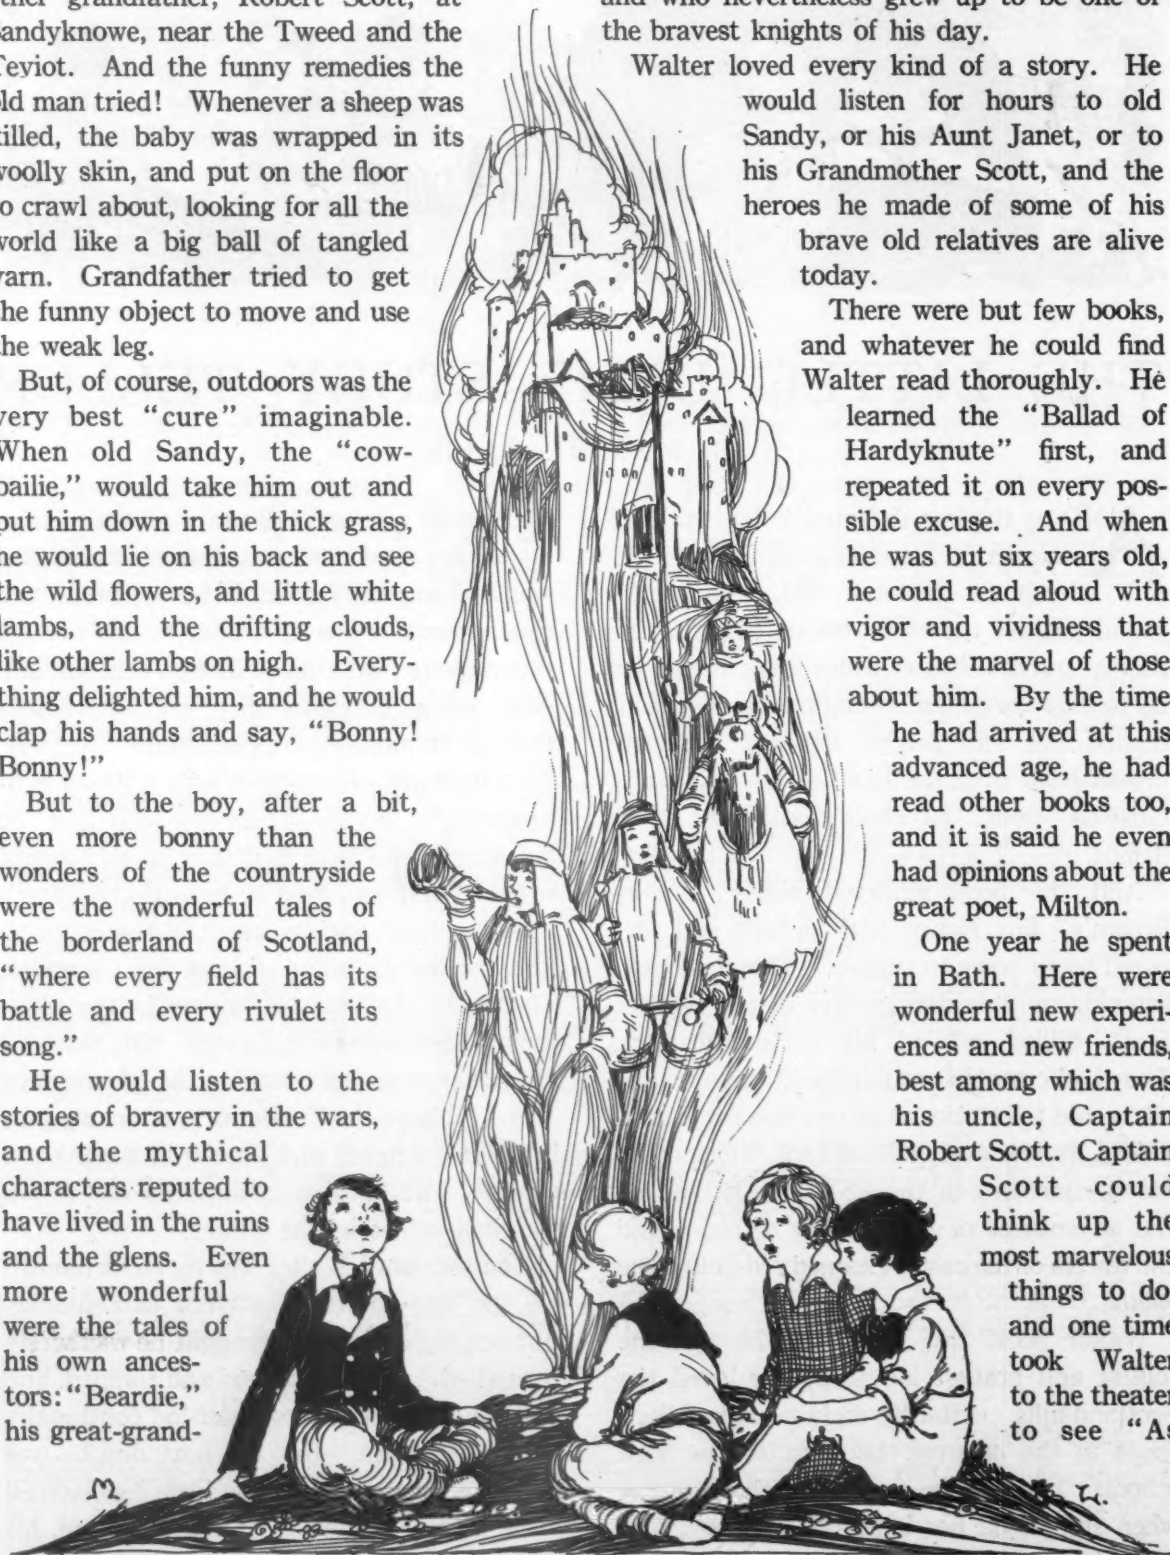 ther grandfather, Robert Scott, at
andyknowe, near the Tweed and the
Teviot. And the funny remedies the
ld man tried! Whenever a sheep was
killed, the baby was wrapped in its
woolly skin, and put on the floor
o crawl about, looking for all the
world like a big ball of tangled
yarn. Grandfather tried to get
the funny object to move and use
the weak leg.
But, of course, outdoors was the
very best "cure" imaginable.
When old Sandy, the "cow-
bailie," would take him out and
put him down in the thick grass,
he would lie on his back and see
the wild flowers, and little white
lambs, and the drifting clouds,
like other lambs on high. Every-
thing delighted him, and he would
clap his hands and say, "Bonny!
Bonny!"
But to the boy, after a bit,
even more bonny than the
wonders of the countryside
were the wonderful tales of
the borderland of Scotland,
"where every field has its
battle and every rivulet its
song."
He would listen to the
stories of bravery in the wars,
and the mythical
characters reputed to
have lived in the ruins
and the glens. Even
more wonderful
were the tales of
his own ances-
tors: "Beardie,"
his great-grand-
and who nevertheless grew up to be one of
the bravest knights of his day.
Walter loved every kind of a story. He
would listen for hours to old
Sandy, or his Aunt Janet, or to
his Grandmother Scott, and the
heroes he made of some of his
brave old relatives are alive
today.
There were but few books,
and whatever he could find
Walter read thoroughly. He
learned the "Ballad of
Hardyknute" first, and
repeated it on every pos-
sible excuse. And when
he was but six years old,
he could read aloud with
vigor and vividness that
were the marvel of those
about him. By the time
he had arrived at this
advanced age, he had
read other books too,
and it is said he even
had opinions about the
great poet, Milton.
One year he spent
in Bath. Here were
wonderful new experi-
ences and new friends,
best among which was
his uncle, Captain
Robert Scott. Captain
Scott could
think up the
most marvelous
things to do
and one time
took Walter
to the theater
to see "As